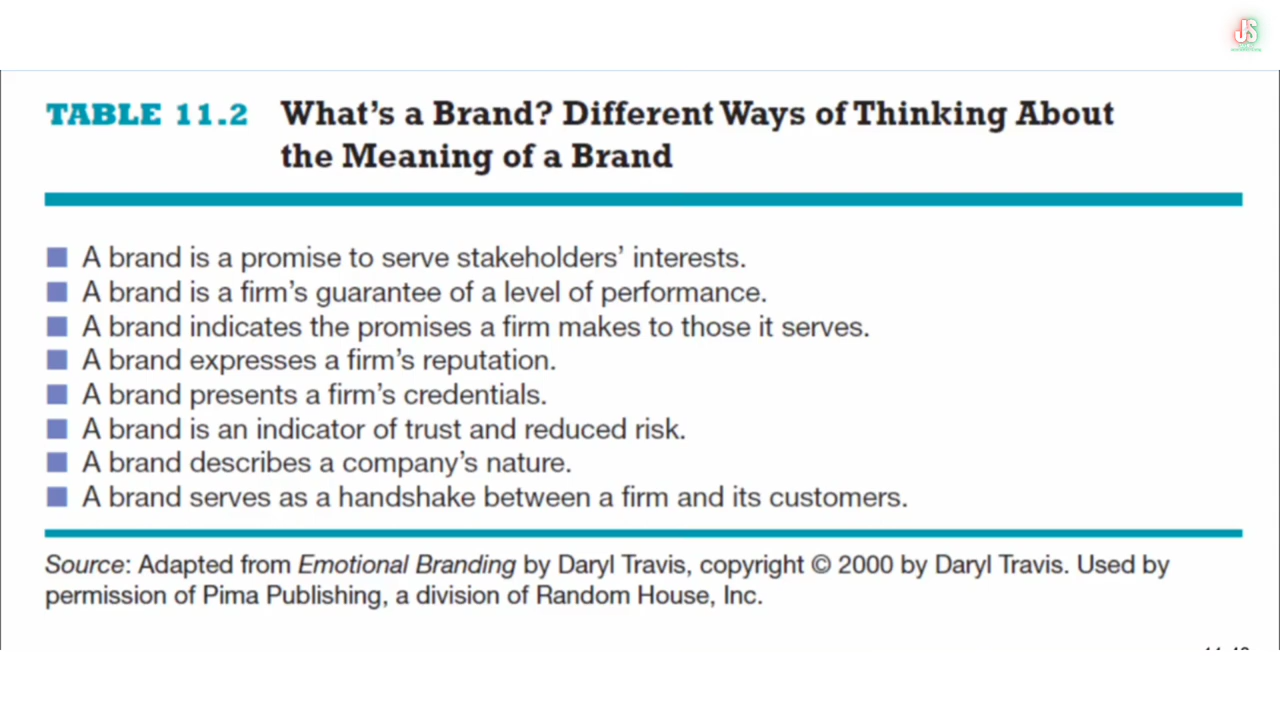 JS
TABLE 11.2 What's a Brand? Different Ways of Thinking About
the Meaning of a Brand
■ A brand is a promise to serve stakeholders' interests.
■ A brand is a firm's guarantee of a level of performance.
■ A brand indicates the promises a firm makes to those it serves.
■ A brand expresses a firm's reputation.
■ A brand presents a firm's credentials.
■ A brand is an indicator of trust and reduced risk.
■ A brand describes a company's nature.
■ A brand serves as a handshake between a firm and its customers.
Source: Adapted from Emotional Branding by Daryl Travis, copyright © 2000 by Daryl Travis. Used by
permission of Pima Publishing, a division of Random House, Inc.